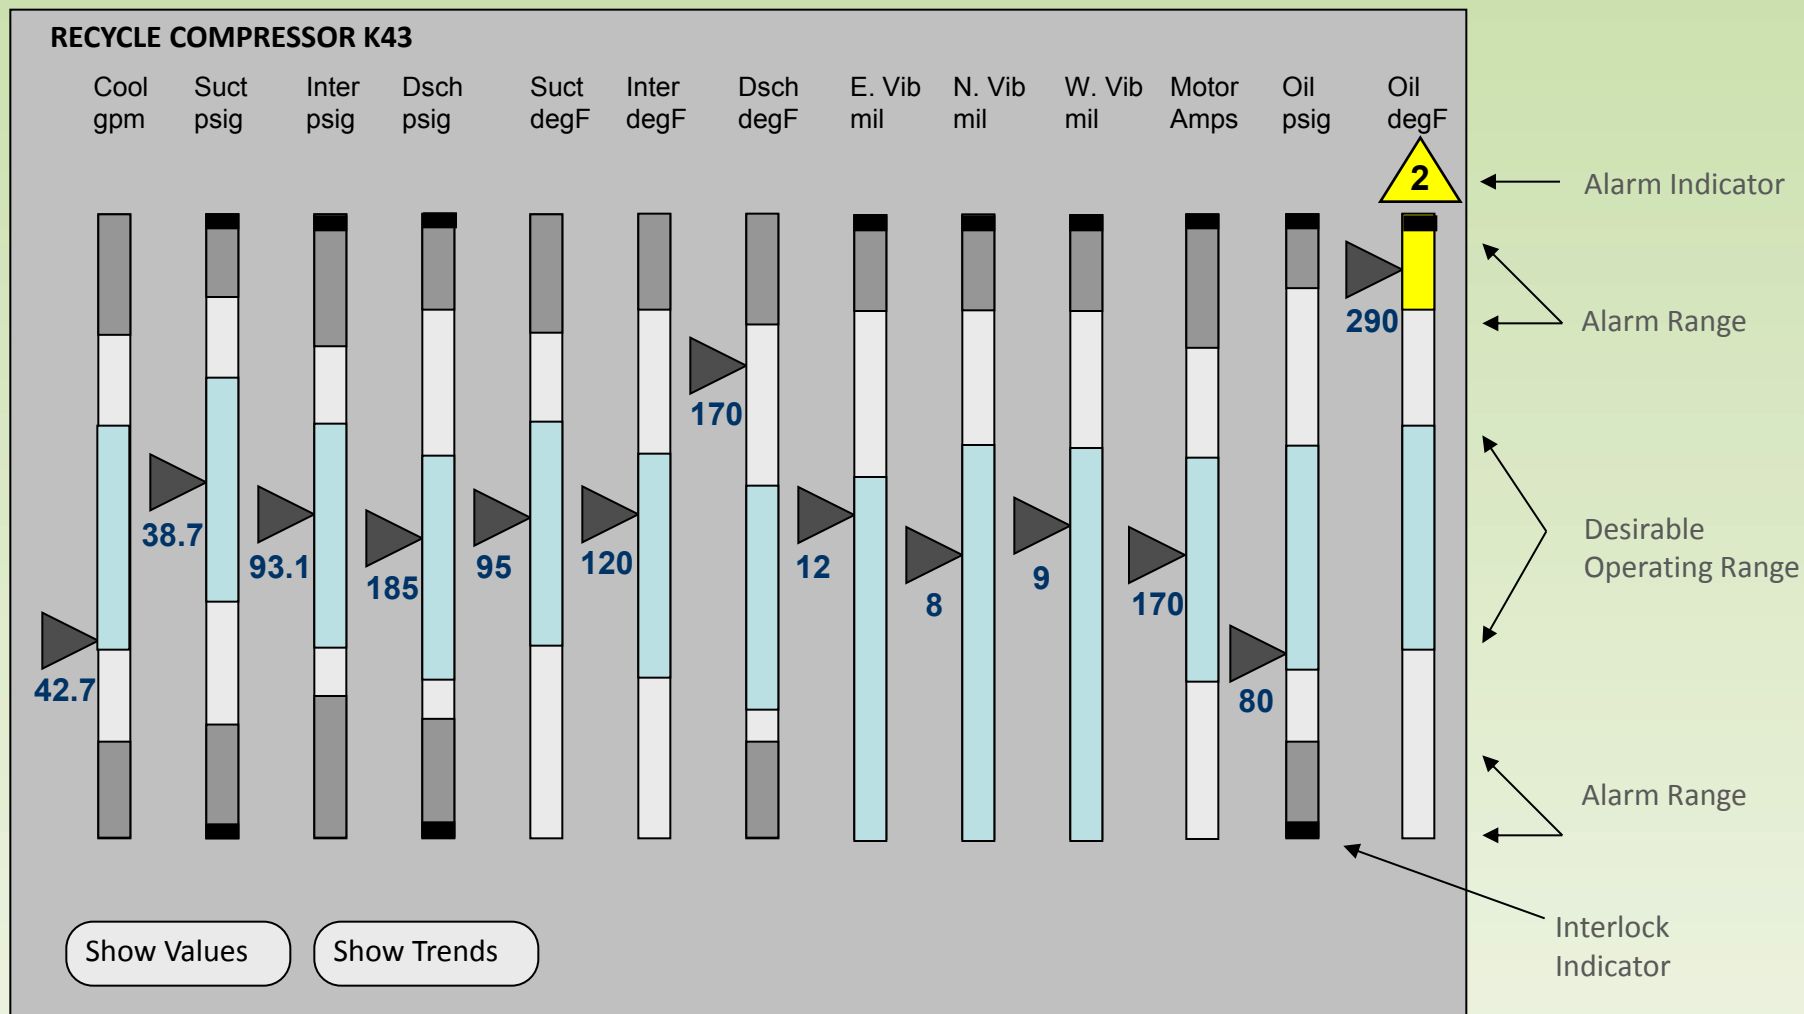 RECYCLE COMPRESSOR K43
Cool Suct Inter Dsch Suct Inter Dsch E. Vib N. Vib W. Vib Motor Oil Oil
gpm psig psig psig degF degF degF mil mil mil Amps psig degF
2
Alarm Indicator
290
Alarm Range
170
38.7
93.1
185
95
120
12
8
9
170
Desirable
Operating Range
42.7
80
Alarm Range
Interlock
Indicator
Show Values
Show Trends